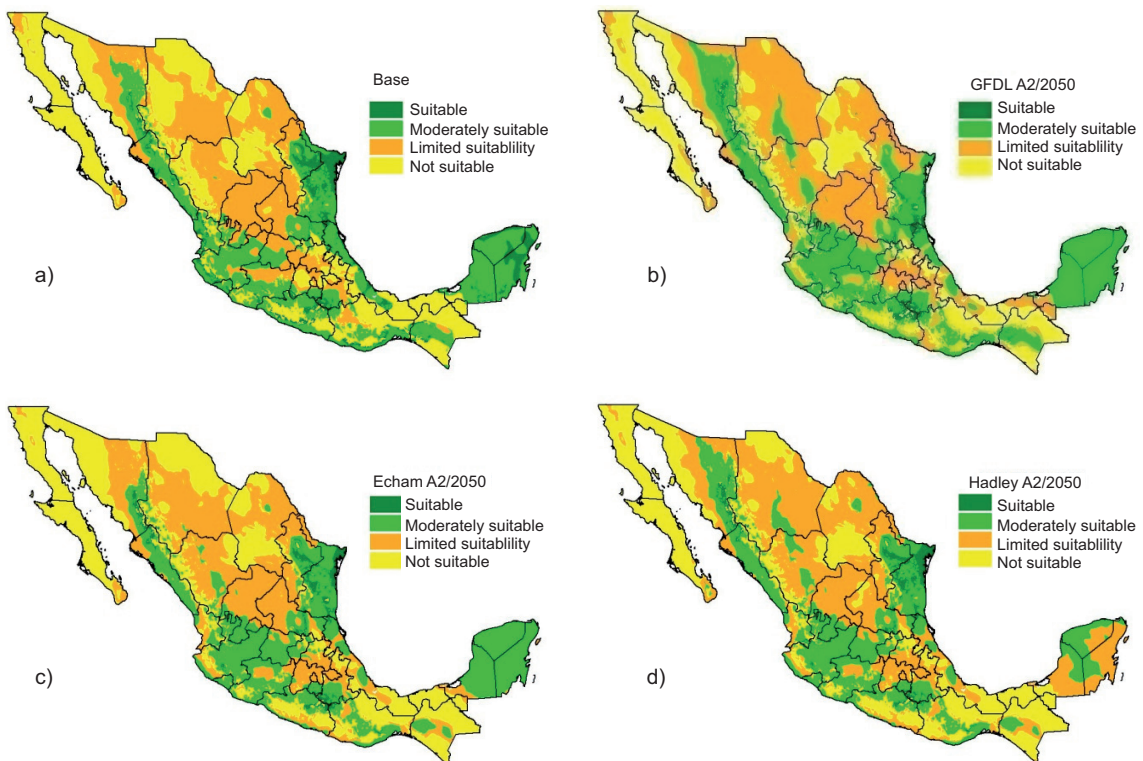 Base
Suitable
Moderately suitable
Limited suitablility
Not suitable
a)
GFDL A2/2050
Suitable
Moderately suitable
Limited suitablility
Not suitable
b)
Echam A2/2050
Suitable
Moderately suitable
Limited suitablility
Not suitable
c)
Hadley A2/2050
Suitable
Moderately suitable
Limited suitablility
Not suitable
d)